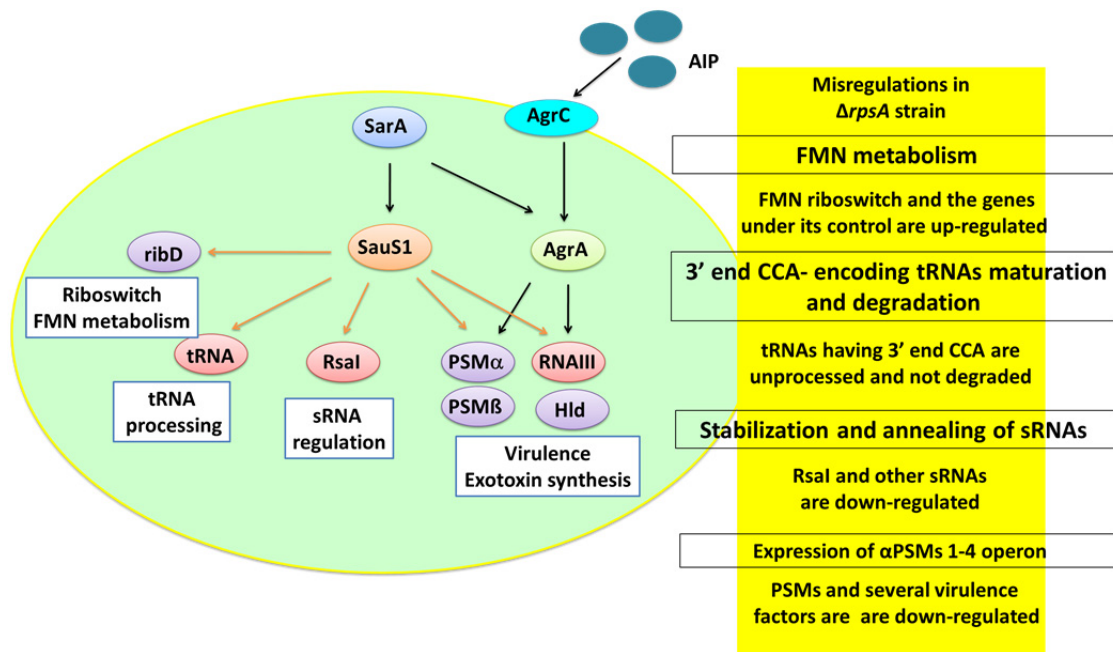 AIP
AgrC
SarA
SauS1
AgrA
ribD
Riboswitch
FMN metabolism
tRNA
tRNA
processing
RsaI
sRNA
regulation
PSMα
PSMß
RNAIII
Hld
Virulence
Exotoxin synthesis
Misregulations in
ΔrpsA strain
FMN metabolism
FMN riboswitch and the genes
under its control are up-regulated
3’ end CCA- encoding tRNAs maturation
and degradation
tRNAs having 3’ end CCA are
unprocessed and not degraded
Stabilization and annealing of sRNAs
RsaI and other sRNAs
are down-regulated
Expression of αPSMs 1-4 operon
PSMs and several virulence
factors are are down-regulated